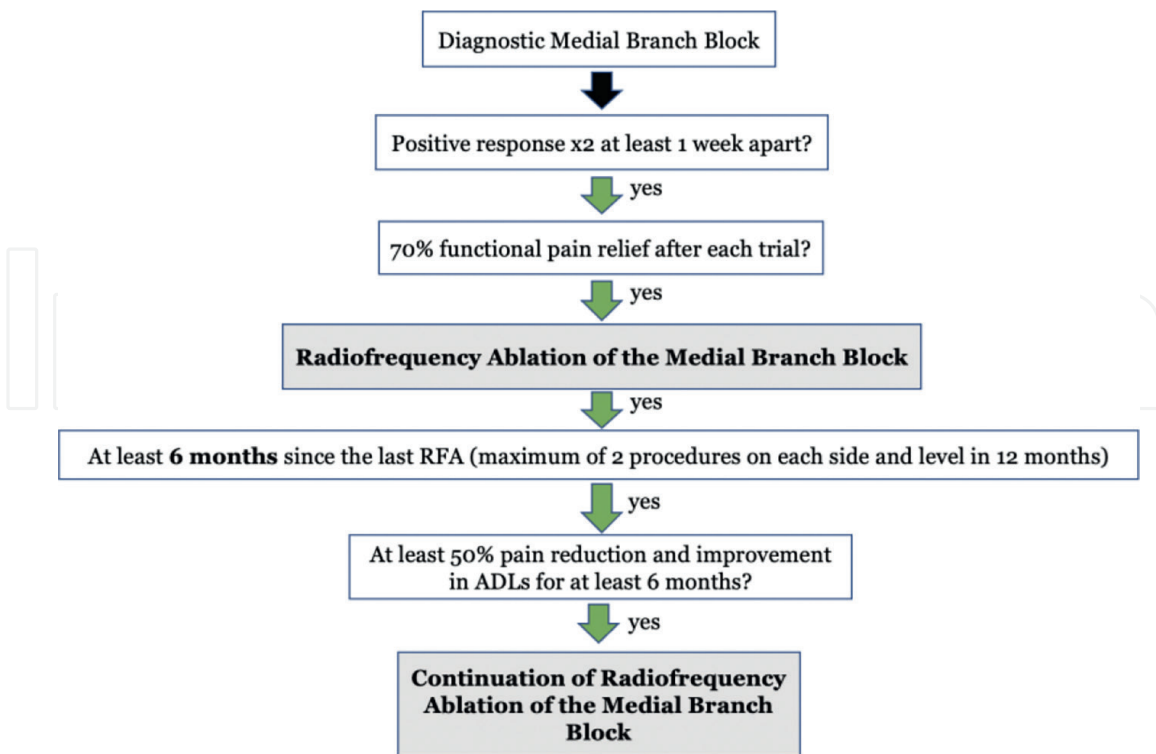 Diagnostic Medial Branch Block
Positive response x2 at least 1 week apart?
yes
70% functional pain relief after each trial?
yes
Radiofrequency Ablation of the Medial Branch Block
yes
At least 6 months since the last RFA (maximum of 2 procedures on each side and level in 12 months)
yes
At least 50% pain reduction and improvement
in ADLs for at least 6 months?
yes
Continuation of Radiofrequency
Ablation of the Medial Branch
Block